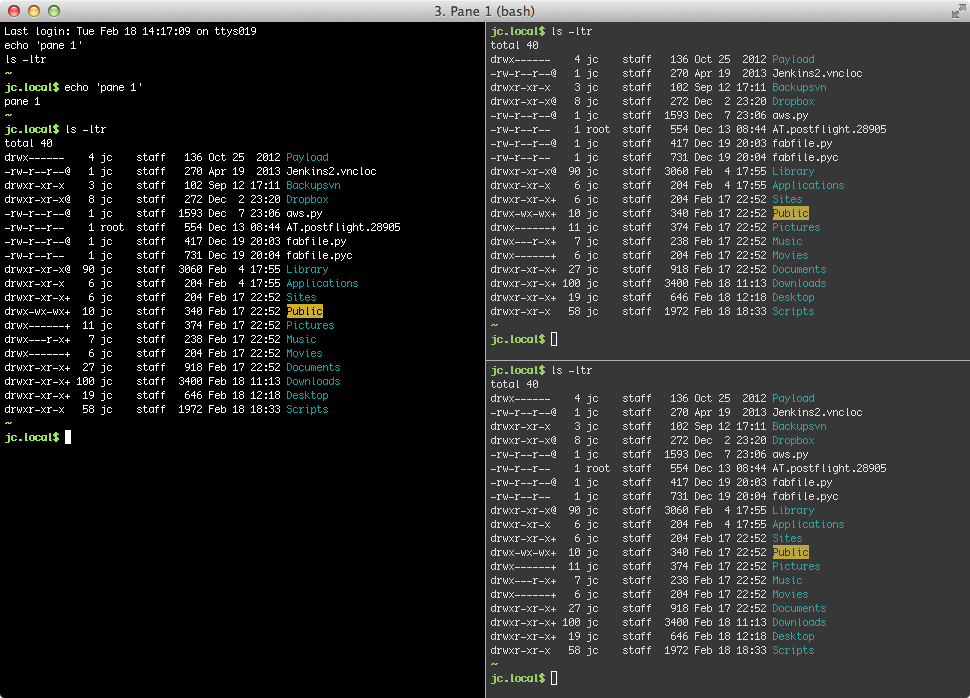 3. Pane 1 (bash)
Last login: Tue Feb 18 14:17:09 on ttys019
echo 'pane 1'
ls -ltr
~
jc.local$ echo 'pane 1'
pane 1
~
jc.local$ ls -ltr
total 40
drwx------   4 jc    staff   136 Oct 25  2012 Payload
-rw-r--r--@  1 jc    staff   270 Apr 19  2013 Jenkins2.vncloc
drwxr-xr-x   3 jc    staff   102 Sep 12 17:11 Backupsvn
drwxr-xr-x@  8 jc    staff   272 Dec  2 23:20 Dropbox
-rw-r--r--@  1 jc    staff  1593 Dec  7 23:06 aws.py
-rw-r--r--   1 root  staff   554 Dec 13 08:44 AT.postflight.28905
-rw-r--r--@  1 jc    staff   417 Dec 19 20:03 fabfile.py
-rw-r--r--   1 jc    staff   731 Dec 19 20:04 fabfile.pyc
drwxr-xr-x@ 90 jc    staff  3060 Feb  4 17:55 Library
drwxr-xr-x   6 jc    staff   204 Feb  4 17:55 Applications
drwxr-xr-x+  6 jc    staff   204 Feb 17 22:52 Sites
drwx-wx-wx+ 10 jc    staff   340 Feb 17 22:52 Public
drwx------+ 11 jc    staff   374 Feb 17 22:52 Pictures
drwx---r-x+  7 jc    staff   238 Feb 17 22:52 Music
drwx------+  6 jc    staff   204 Feb 17 22:52 Movies
drwxr-xr-x+ 27 jc    staff   918 Feb 17 22:52 Documents
drwxr-xr-x+ 100 jc    staff  3400 Feb 18 11:13 Downloads
drwxr-xr-x+ 19 jc    staff   646 Feb 18 12:18 Desktop
drwxr-xr-x  58 jc    staff  1972 Feb 18 18:33 Scripts
~
jc.local$
jc.local$ ls -ltr
total 40
drwx------   4 jc    staff   136 Oct 25  2012 Payload
-rw-r--r--@  1 jc    staff   270 Apr 19  2013 Jenkins2.vncloc
drwxr-xr-x   3 jc    staff   102 Sep 12 17:11 Backupsvn
drwxr-xr-x@  8 jc    staff   272 Dec  2 23:20 Dropbox
-rw-r--r--@  1 jc    staff  1593 Dec  7 23:06 aws.py
-rw-r--r--   1 root  staff   554 Dec 13 08:44 AT.postflight.28905
-rw-r--r--@  1 jc    staff   417 Dec 19 20:03 fabfile.py
-rw-r--r--   1 jc    staff   731 Dec 19 20:04 fabfile.pyc
drwxr-xr-x@ 90 jc    staff  3060 Feb  4 17:55 Library
drwxr-xr-x   6 jc    staff   204 Feb  4 17:55 Applications
drwxr-xr-x+  6 jc    staff   204 Feb 17 22:52 Sites
drwx-wx-wx+ 10 jc    staff   340 Feb 17 22:52 Public
drwx------+ 11 jc    staff   374 Feb 17 22:52 Pictures
drwx---r-x+  7 jc    staff   238 Feb 17 22:52 Music
drwx------+  6 jc    staff   204 Feb 17 22:52 Movies
drwxr-xr-x+ 27 jc    staff   918 Feb 17 22:52 Documents
drwxr-xr-x+ 100 jc    staff  3400 Feb 18 11:13 Downloads
drwxr-xr-x+ 19 jc    staff   646 Feb 18 12:18 Desktop
drwxr-xr-x  58 jc    staff  1972 Feb 18 18:33 Scripts
~
jc.local$
jc.local$ ls -ltr
total 40
drwx------   4 jc    staff   136 Oct 25  2012 Payload
-rw-r--r--@  1 jc    staff   270 Apr 19  2013 Jenkins2.vncloc
drwxr-xr-x   3 jc    staff   102 Sep 12 17:11 Backupsvn
drwxr-xr-x@  8 jc    staff   272 Dec  2 23:20 Dropbox
-rw-r--r--@  1 jc    staff  1593 Dec  7 23:06 aws.py
-rw-r--r--   1 root  staff   554 Dec 13 08:44 AT.postflight.28905
-rw-r--r--@  1 jc    staff   417 Dec 19 20:03 fabfile.py
-rw-r--r--   1 jc    staff   731 Dec 19 20:04 fabfile.pyc
drwxr-xr-x@ 90 jc    staff  3060 Feb  4 17:55 Library
drwxr-xr-x   6 jc    staff   204 Feb  4 17:55 Applications
drwxr-xr-x+  6 jc    staff   204 Feb 17 22:52 Sites
drwx-wx-wx+ 10 jc    staff   340 Feb 17 22:52 Public
drwx------+ 11 jc    staff   374 Feb 17 22:52 Pictures
drwx---r-x+  7 jc    staff   238 Feb 17 22:52 Music
drwx------+  6 jc    staff   204 Feb 17 22:52 Movies
drwxr-xr-x+ 27 jc    staff   918 Feb 17 22:52 Documents
drwxr-xr-x+ 100 jc    staff  3400 Feb 18 11:13 Downloads
drwxr-xr-x+ 19 jc    staff   646 Feb 18 12:18 Desktop
drwxr-xr-x  58 jc    staff  1972 Feb 18 18:33 Scripts
~
jc.local$